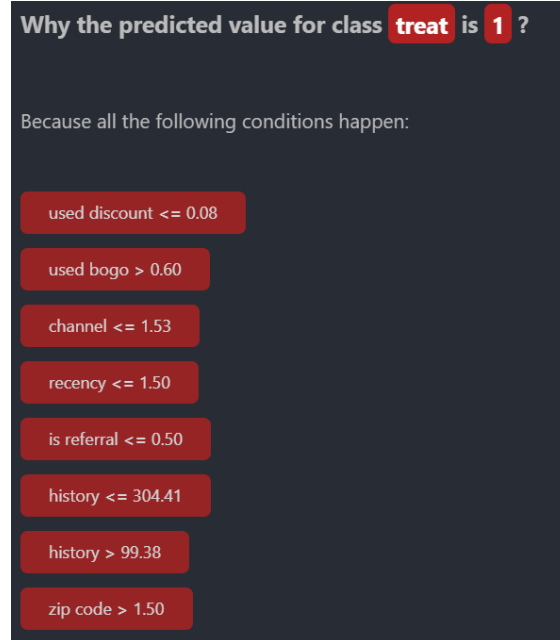 Why the predicted value for class treat is 1 ?
Because all the following conditions happen:
used discount <= 0.08
used bogo > 0.60
channel <= 1.53
recency <= 1.50
is referral <= 0.50
history <= 304.41
history > 99.38
zip code > 1.50